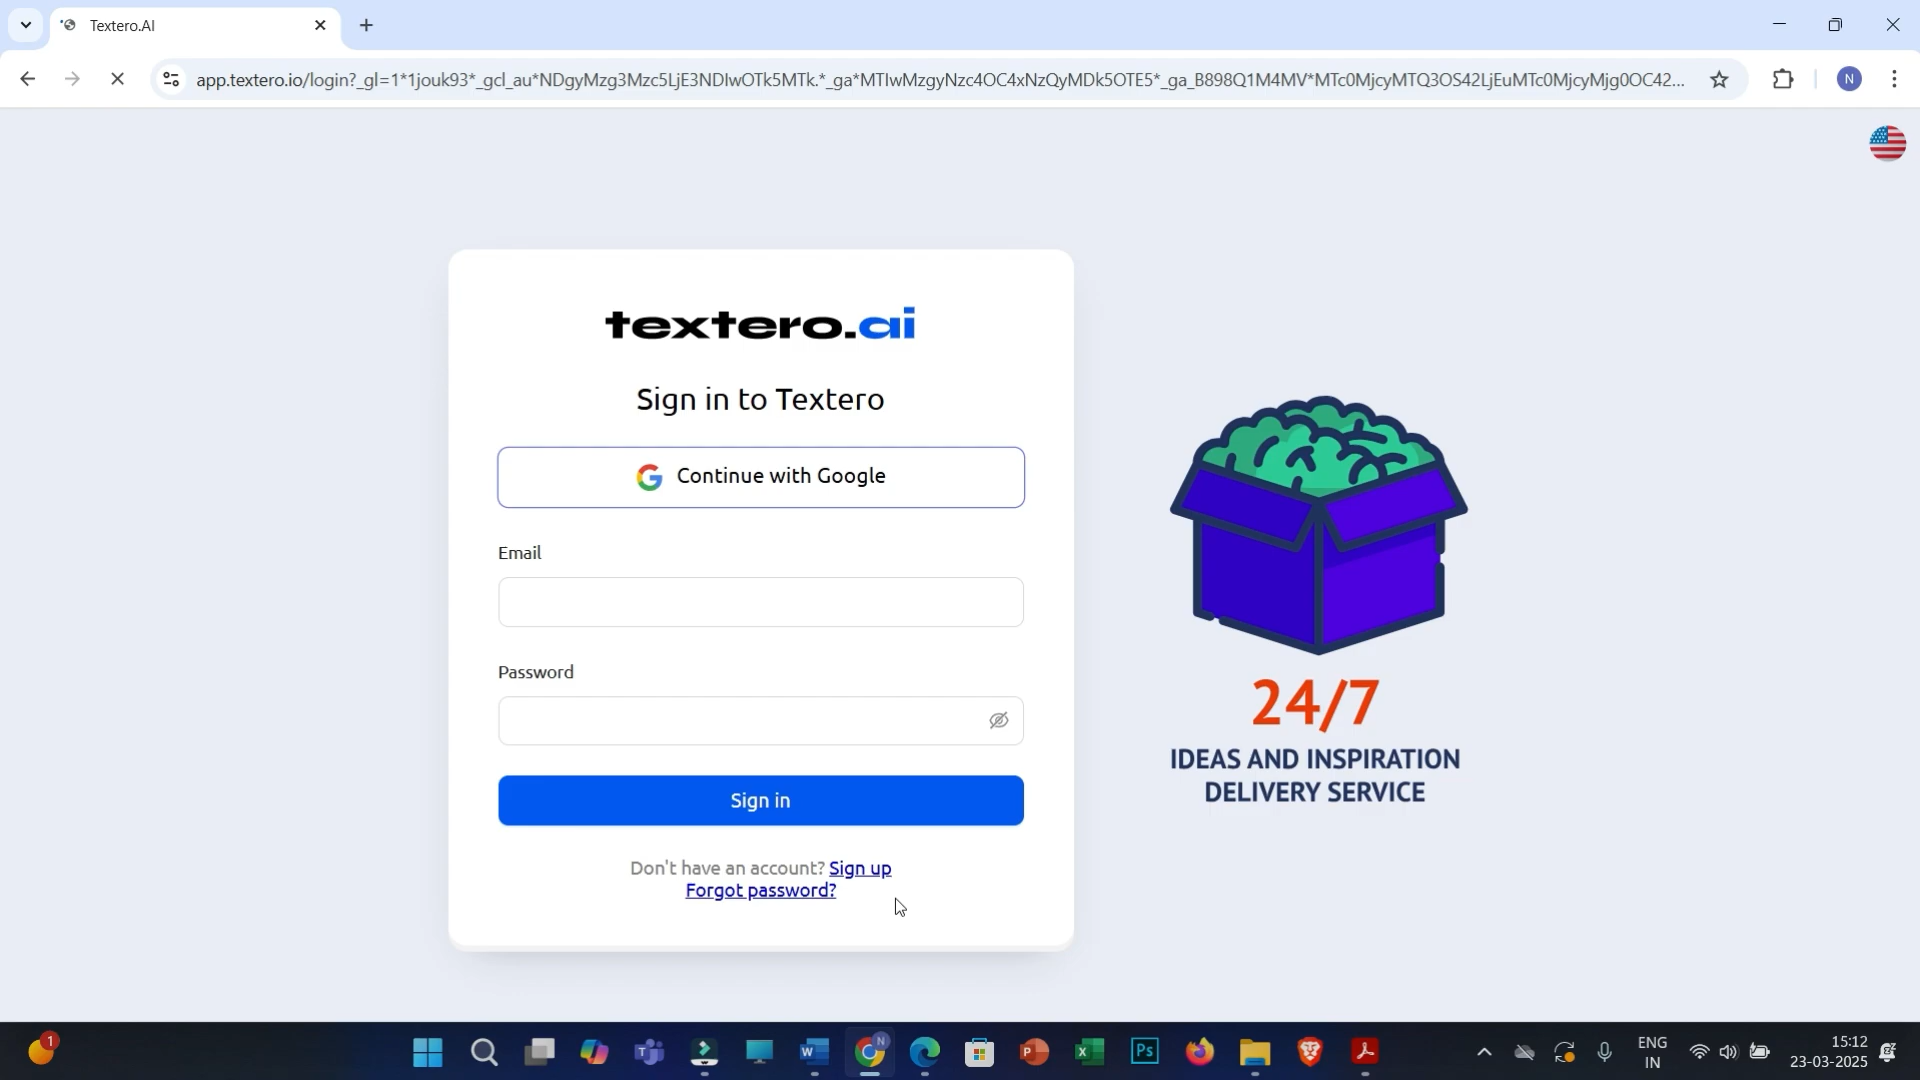 Textero.AI
app.textero.io/login?_gl=1*1jouk93*_gcl_au*NDgyMzg3Mzc5LjE3NDIwOTk5MTk.*_ga*MTIwMzgyNzc4OC4xNzQyMDk5OTE5*_ga_B898Q1M4MV*MTc0MjcyMTQ3OS42LjEuMTc0MjcyMjg0OC42...
N
textero.ai
Sign in to Textero
Continue with Google
Email
Password
Sign in
Don't have an account? Sign up
Forgot password?
24/7
IDEAS AND INSPIRATION
DELIVERY SERVICE
1
T
W
N
P
X
Ps
ENG
IN
15:12
23-03-2025